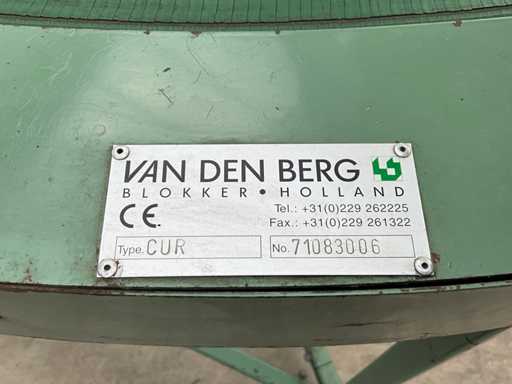 VAN DEN BERG
BLOKKER • HOLLAND
CE
Tel.: +31(0)229 262225
Fax.: +31(0)229 261322
Type. CUR
No. 71083006